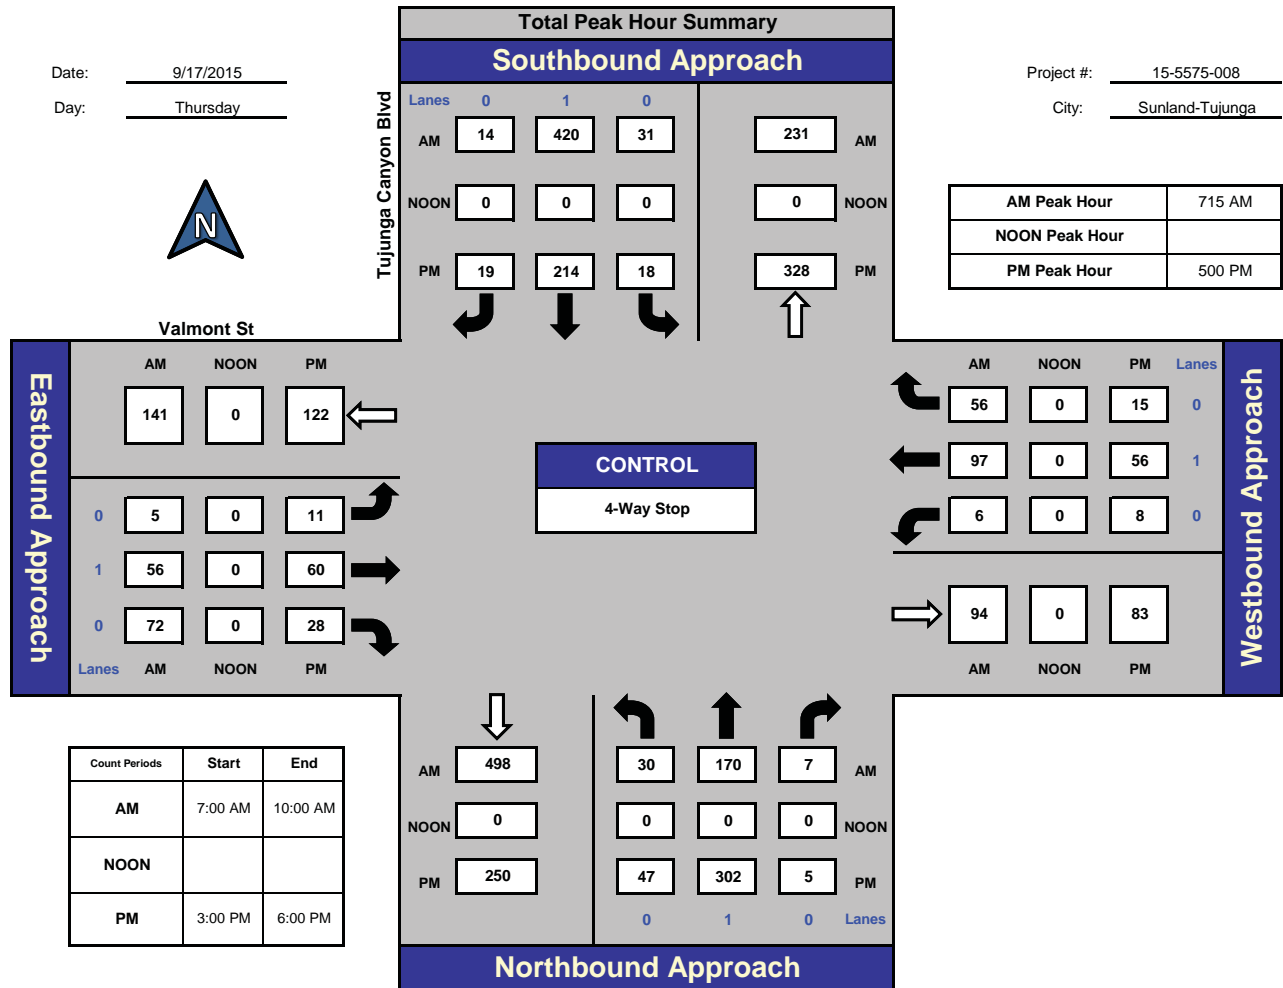 Total Peak Hour Summary
Southbound Approach
Date: 9/17/2015
Day: Thursday
Project #: 15-5575-008
City: Sunland-Tujunga
N
Tujunga Canyon Blvd
Lanes 0 1 0
AM 14 420 31 231 AM
NOON 0 0 0 0 NOON
PM 19 214 18 328 PM
AM Peak Hour 715 AM
NOON Peak Hour
PM Peak Hour 500 PM
Valmont St
Eastbound Approach
AM NOON PM
141 0 122
0 5 0 11
1 56 0 60
0 72 0 28
Lanes AM NOON PM
CONTROL
4-Way Stop
AM NOON PM Lanes
56 0 15 0
97 0 56 1
6 0 8 0
94 0 83
AM NOON PM
Westbound Approach
Count Periods Start End
AM 7:00 AM 10:00 AM
NOON
PM 3:00 PM 6:00 PM
AM 498 30 170 7 AM
NOON 0 0 0 0 NOON
PM 250 47 302 5 PM
0 1 0 Lanes
Northbound Approach